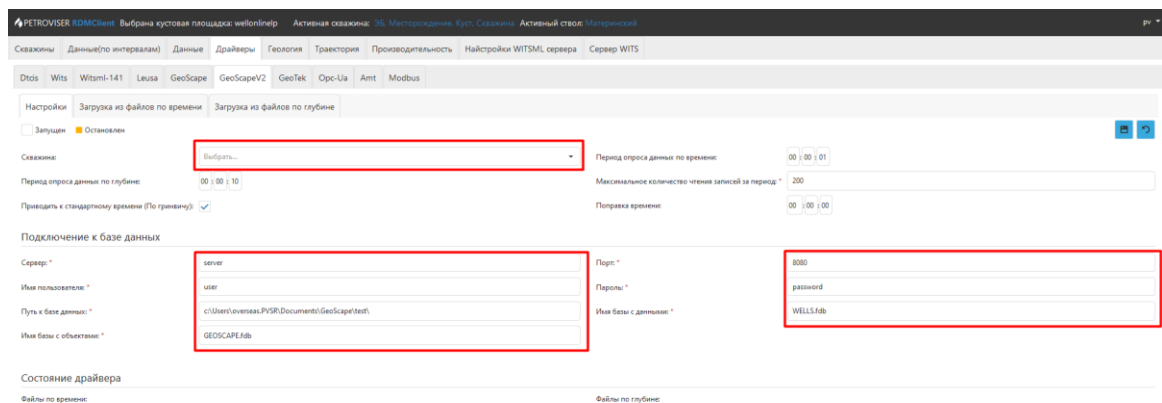 PETROVISER RDMClient Выбрана кустовая площадка: wellonlinelp Активная скважина: ЭБ, Месторождение, Куст, Скважина Активный ствол: Материнский pv
Скважины Данные(по интервалам) Данные Драйверы Геология Траектория Производительность Найстройки WITSML сервера Сервер WITS
Dtcis Wits Witsml-141 Leusa GeoScape GeoScapeV2 GeoTek Opc-Ua Amt Modbus
Настройки Загрузка из файлов по времени Загрузка из файлов по глубине
Запущен Остановлен
Скважина: Выбрать... Период опроса данных по времени: 00 : 00 : 01
Период опроса данных по глубине: 00 : 00 : 10 Максимальное количество чтения записей за период: * 200
Приводить к стандартному времени (По гринвичу): Поправка времени: 00 : 00 : 00
Подключение к базе данных
Сервер: * server Порт: * 8080
Имя пользователя: * user Пароль: * password
Путь к базе данных: * c:\Users\overseas.PVSR\Documents\GeoScape\test\ Имя базы с данными: * WELLS.fdb
Имя базы с объектами: * GEOSCAPE.fdb
Состояние драйвера
Файлы по времени: Файлы по глубине: